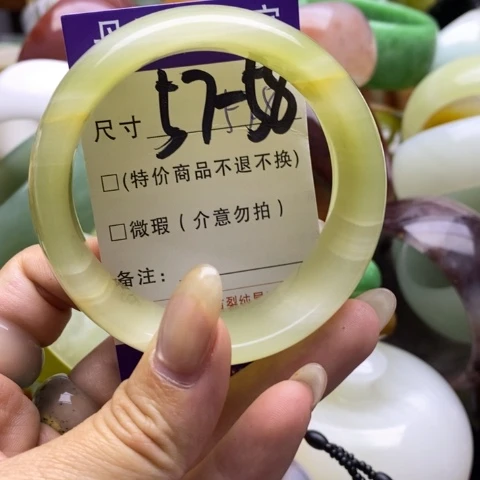 尺寸 57-58
□(特价商品不退不换)
□微瑕(介意勿拍)
备注: